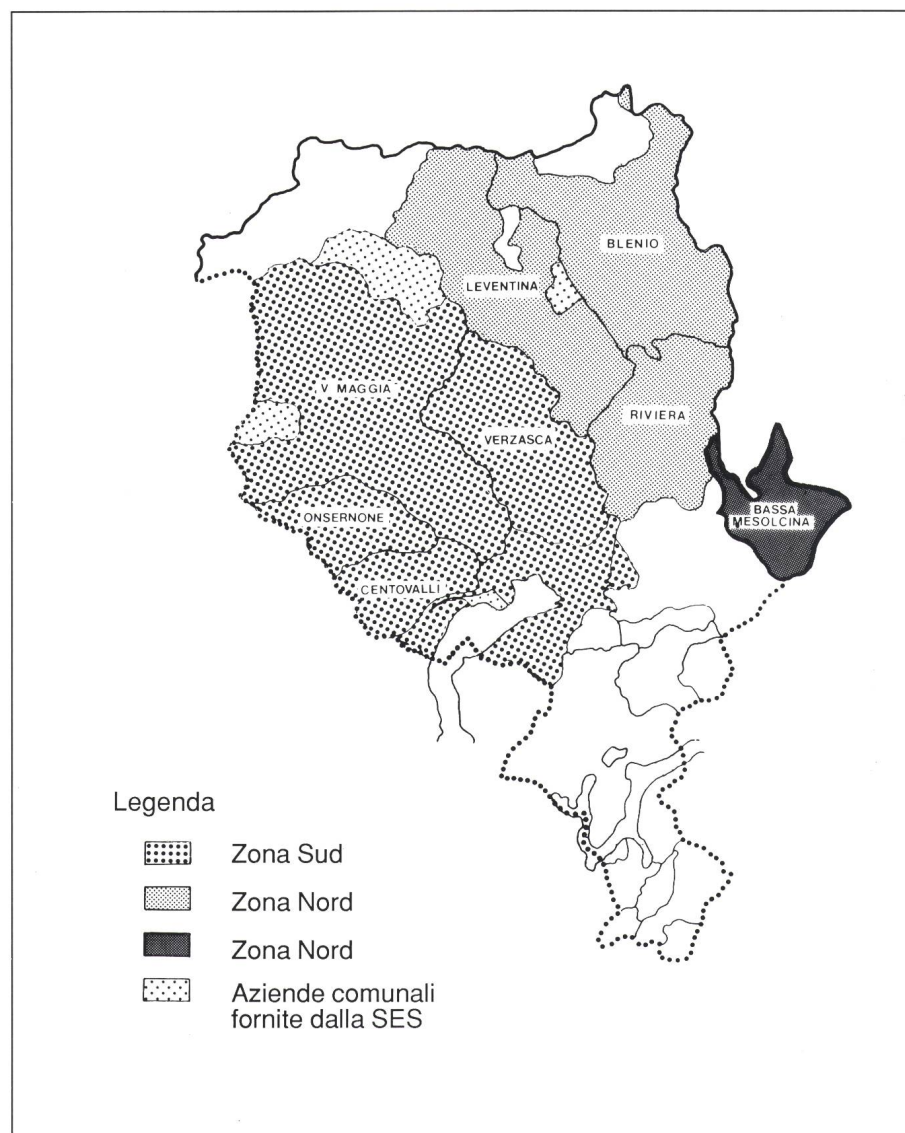 BLENIO
LEVENTINA
V. MAGGIA
RIVIERA
VERZASCA
BASSA
MESOLCINA
ONSERNONE
CENTOVALLI
Legenda
Zona Sud
Zona Nord
Zona Nord
Aziende comunali
fornite dalla SES